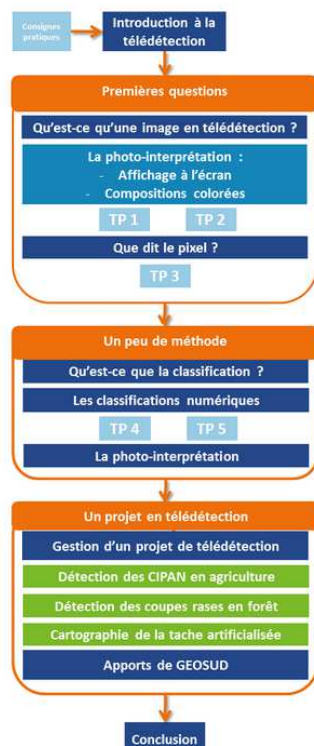 Consignes
pratiques
Introduction à la
télédétection
Premières questions
Qu’est-ce qu’une image en télédétection ?
La photo-interprétation :
- Affichage à l’écran
- Compositions colorées
TP 1
TP 2
Que dit le pixel ?
TP 3
Un peu de méthode
Qu’est-ce que la classification ?
Les classifications numériques
TP 4
TP 5
La photo-interprétation
Un projet en télédétection
Gestion d’un projet de télédétection
Détection des CIPAN en agriculture
Détection des coupes rases en forêt
Cartographie de la tache artificialisée
Apports de GEOSUD
Conclusion